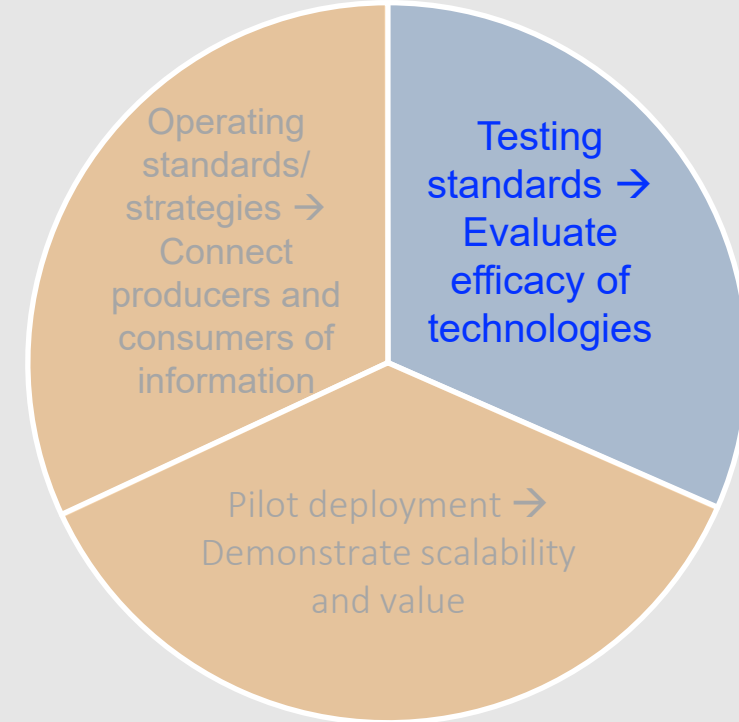 Operating
standards/
strategies →
Connect
producers and
consumers of
information
Testing
standards →
Evaluate
efficacy of
technologies
Pilot deployment →
Demonstrate scalability
and value